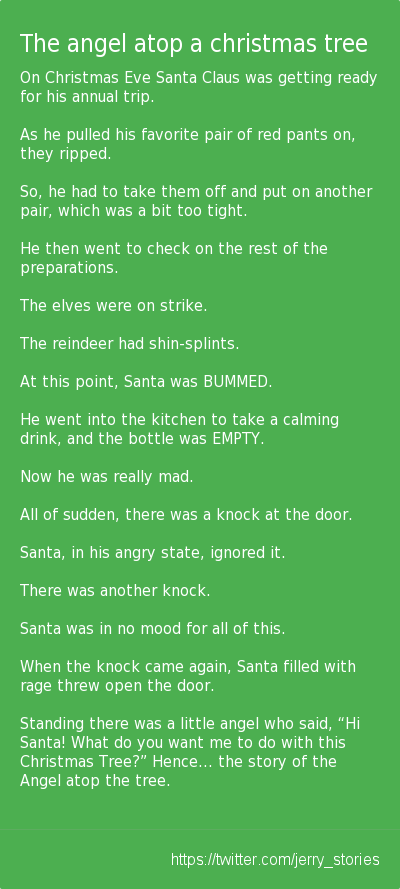 The angel atop a christmas tree
On Christmas Eve Santa Claus was getting ready
for his annual trip.
As he pulled his favorite pair of red pants on,
they ripped.
So, he had to take them off and put on another
pair, which was a bit too tight.
He then went to check on the rest of the
preparations.
The elves were on strike.
The reindeer had shin-splints.
At this point, Santa was BUMMED.
He went into the kitchen to take a calming
drink, and the bottle was EMPTY.
Now he was really mad.
All of sudden, there was a knock at the door.
Santa, in his angry state, ignored it.
There was another knock.
Santa was in no mood for all of this.
When the knock came again, Santa filled with
rage threw open the door.
Standing there was a little angel who said, “Hi
Santa! What do you want me to do with this
Christmas Tree?” Hence... the story of the
Angel atop the tree.
https://twitter.com/jerry_stories